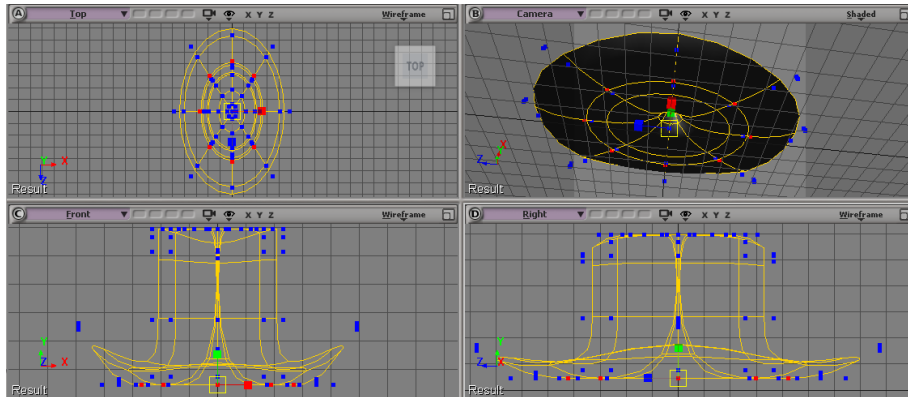 A Top X Y Z Wireframe
B Camera X Y Z Shaded
TOP
Y X
Z
Result
Y
Z X
Result
C Front X Y Z Wireframe
D Right X Y Z Wireframe
Y
Z X
Result
Y
Z X
Result